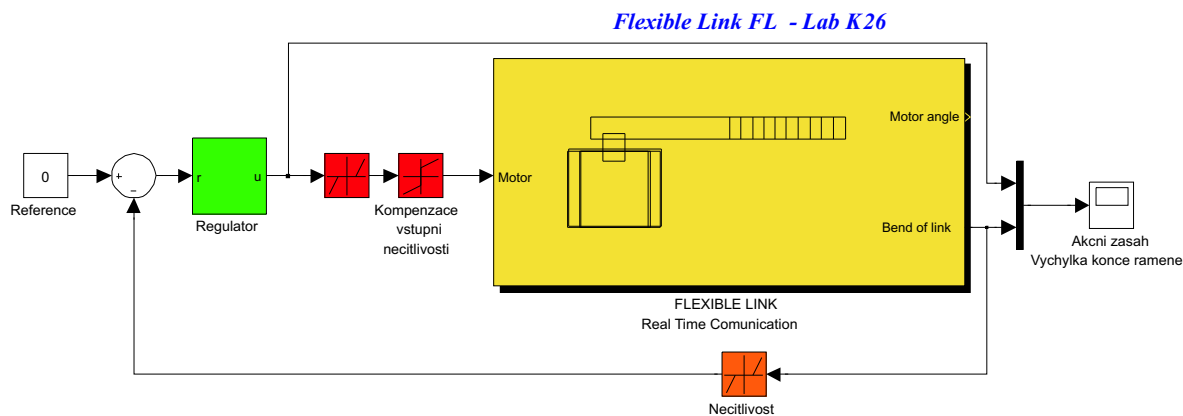 Flexible Link FL - Lab K26
Motor angle
0
+
−
r
u
Motor
Reference
Regulator
Kompenzace
vstupni
necitlivosti
Bend of link
Akcni zasah
Vychylka konce ramene
FLEXIBLE LINK
Real Time Comunication
Necitlivost